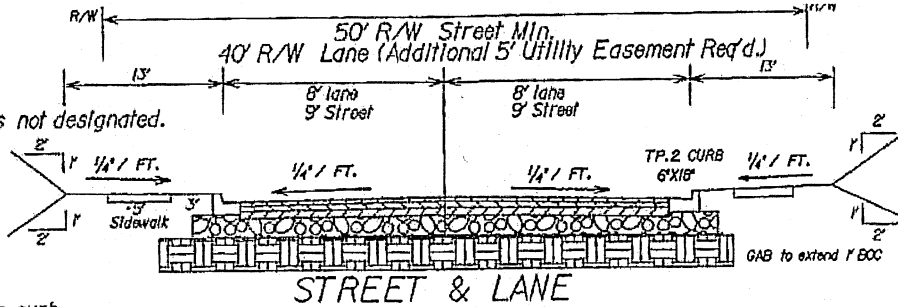 R/W R/W
50' R/W Street Min.
40' R/W Lane (Additional 5' Utility Easement Req'd.)
13' 13'
8' lane 8' lane
9' Street 9' Street
s not designated.
2' 1' 1/4" / FT. 1/4" / FT. 1/4" / FT. TP.2 CURB 1/4" / FT. 1' 2'
6"X18"
5' 3'
Sidewalk
1' 2' 1' 2'
GAB to extend 1' BOC
STREET & LANE